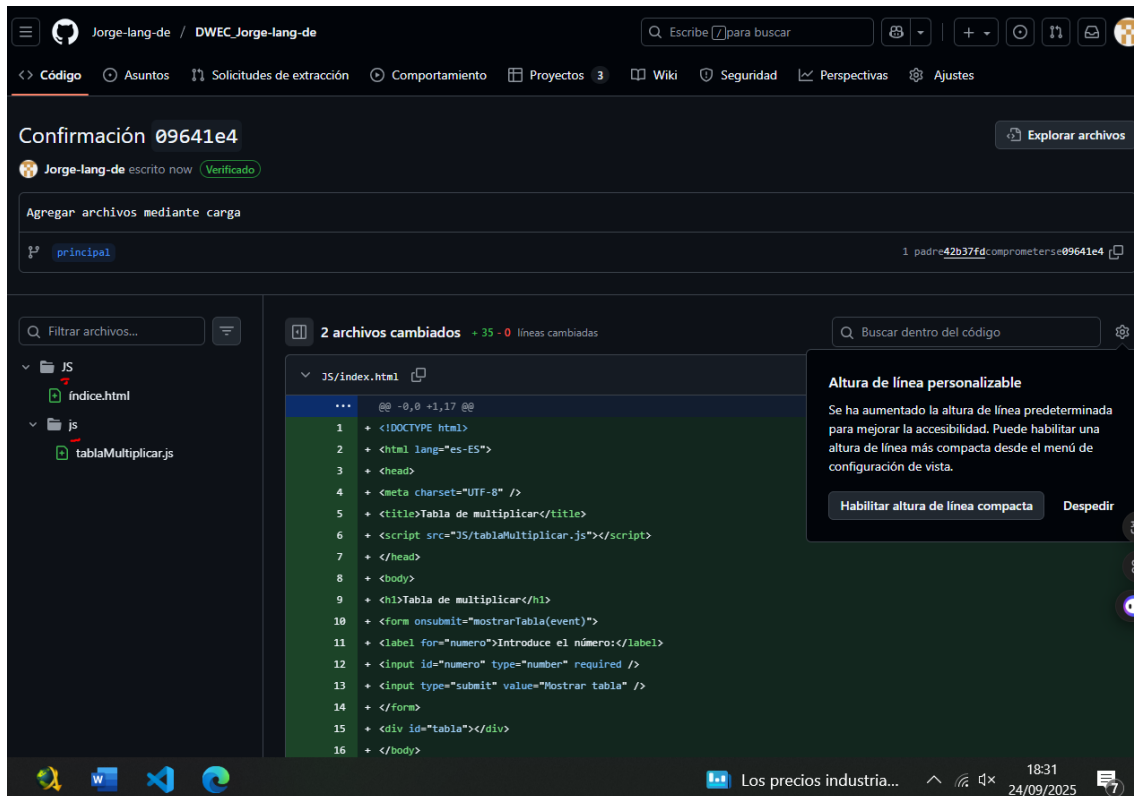 Jorge-lang-de / DWEC_Jorge-lang-de
Escribe / para buscar
Código Asuntos Solicitudes de extracción Comportamiento Proyectos 3 Wiki Seguridad Perspectivas Ajustes
Confirmación 09641e4
Explorar archivos
Jorge-lang-de escrito now Verificado
Agregar archivos mediante carga
principal
1 padre42b37fdcomprometerse09641e4
Filtrar archivos...
2 archivos cambiados +35 -0 líneas cambiadas
Buscar dentro del código
JS
índice.html
js
tablaMultiplicar.js
JS/index.html
@@ -0,0 +1,17 @@
1 + <!DOCTYPE html>
2 + <html lang="es-ES">
3 + <head>
4 + <meta charset="UTF-8" />
5 + <title>Tabla de multiplicar</title>
6 + <script src="JS/tablaMultiplicar.js"></script>
7 + </head>
8 + <body>
9 + <h1>Tabla de multiplicar</h1>
10 + <form onsubmit="mostrarTabla(event)">
11 + <label for="numero">Introduce el número:</label>
12 + <input id="numero" type="number" required />
13 + <input type="submit" value="Mostrar tabla" />
14 + </form>
15 + <div id="tabla"></div>
16 + </body>
Altura de línea personalizable
Se ha aumentado la altura de línea predeterminada
para mejorar la accesibilidad. Puede habilitar una
altura de línea más compacta desde el menú de
configuración de vista.
Habilitar altura de línea compacta Despedir
Los precios industria...
18:31
24/09/2025
7